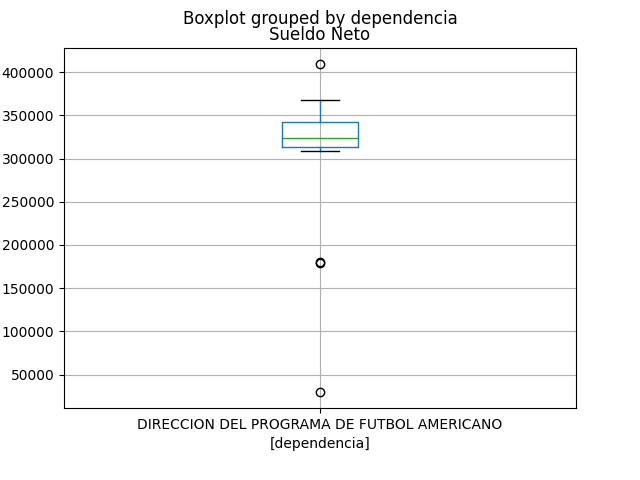 Boxplot grouped by dependencia
Sueldo Neto
400000
350000
300000
250000
200000
150000
100000
50000
DIRECCION DEL PROGRAMA DE FUTBOL AMERICANO
[dependencia]